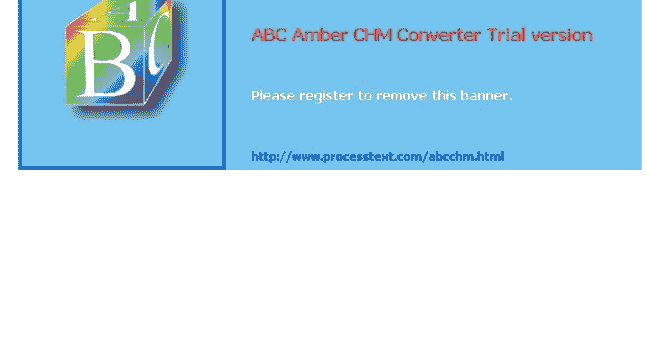 B C
ABC Amber CHM Converter Trial version
Please register to remove this banner.
http://www.processtext.com/abcchm.html